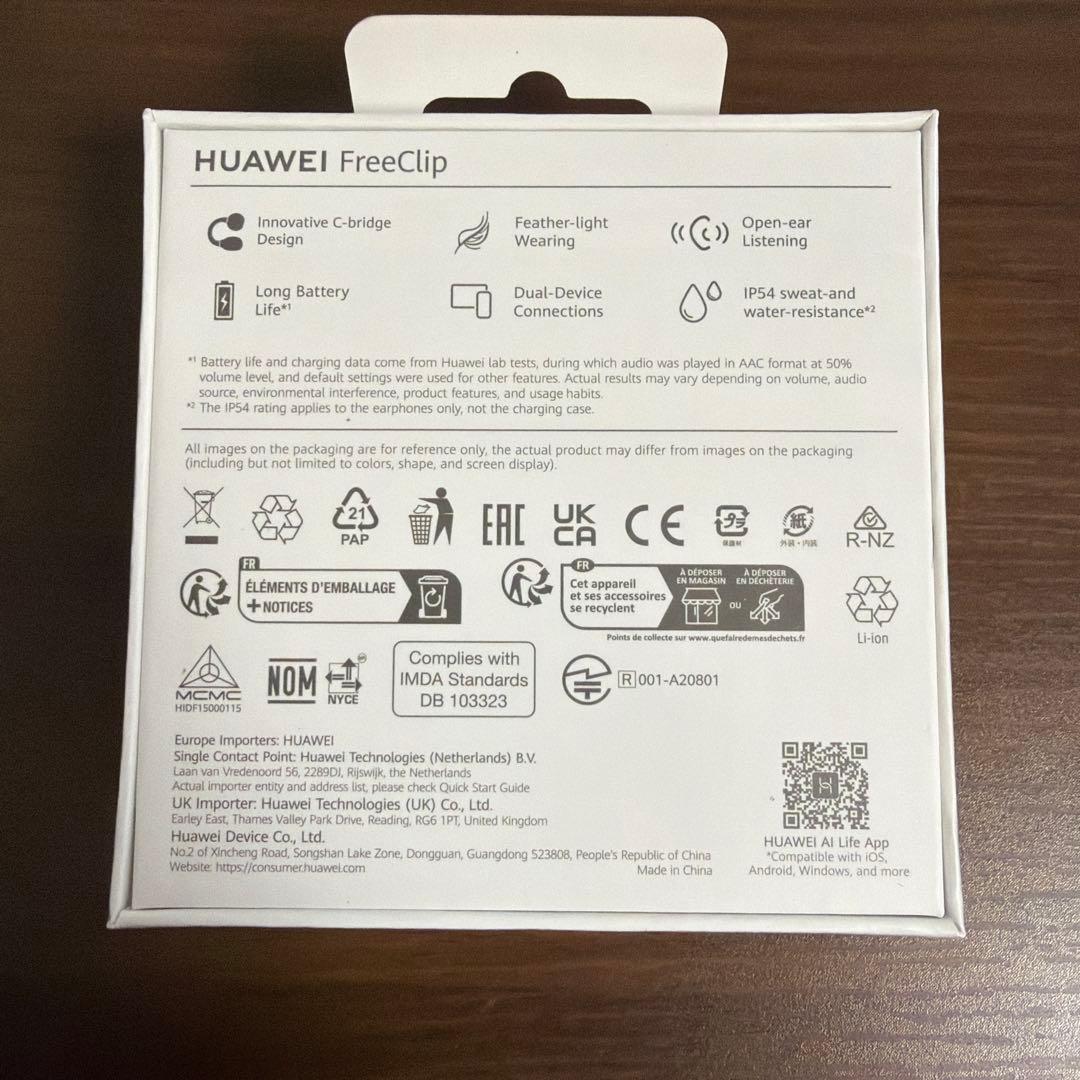 HUAWEI FreeClip
Innovative C-bridge
Design
Feather-light
Wearing
Open-ear
Listening
Long Battery
Life*1
Dual-Device
Connections
IP54 sweat-and
water-resistance*2
*1 Battery life and charging data come from Huawei lab tests, during which audio was played in AAC format at 50%
volume level, and default settings were used for other features. Actual results may vary depending on volume, audio
source, environmental interference, product features, and usage habits.
*2 The IP54 rating applies to the earphones only, not the charging case.
All images on the packaging are for reference only, the actual product may differ from images on the packaging
(including but not limited to colors, shape, and screen display).
21
PAP
EAC
UK
CA
CE
プラ
保護材
紙
外装・内装
R-NZ
FR
ÉLÉMENTS D'EMBALLAGE
+NOTICES
FR
Cet appareil
et ses accessoires
se recyclent
À DÉPOSER
EN MAGASIN
OU
À DÉPOSER
EN DÉCHÈTERIE
Points de collecte sur www.quefairedemesdechets.fr
Li-ion
MCMC
HIDF15000115
NOM
NYCE
Complies with
IMDA Standards
DB 103323
R 001-A20801
Europe Importers: HUAWEI
Single Contact Point: Huawei Technologies (Netherlands) B.V.
Laan van Vredenoord 56, 2289DJ, Rijswijk, the Netherlands
Actual importer entity and address list, please check Quick Start Guide
UK Importer: Huawei Technologies (UK) Co., Ltd.
Earley East, Thames Valley Park Drive, Reading, RG6 1PT, United Kingdom
Huawei Device Co., Ltd.
No.2 of Xincheng Road, Songshan Lake Zone, Dongguan, Guangdong 523808, People's Republic of China
Website: https://consumer.huawei.com
Made in China
HUAWEI AI Life App
*Compatible with iOS,
Android, Windows, and more